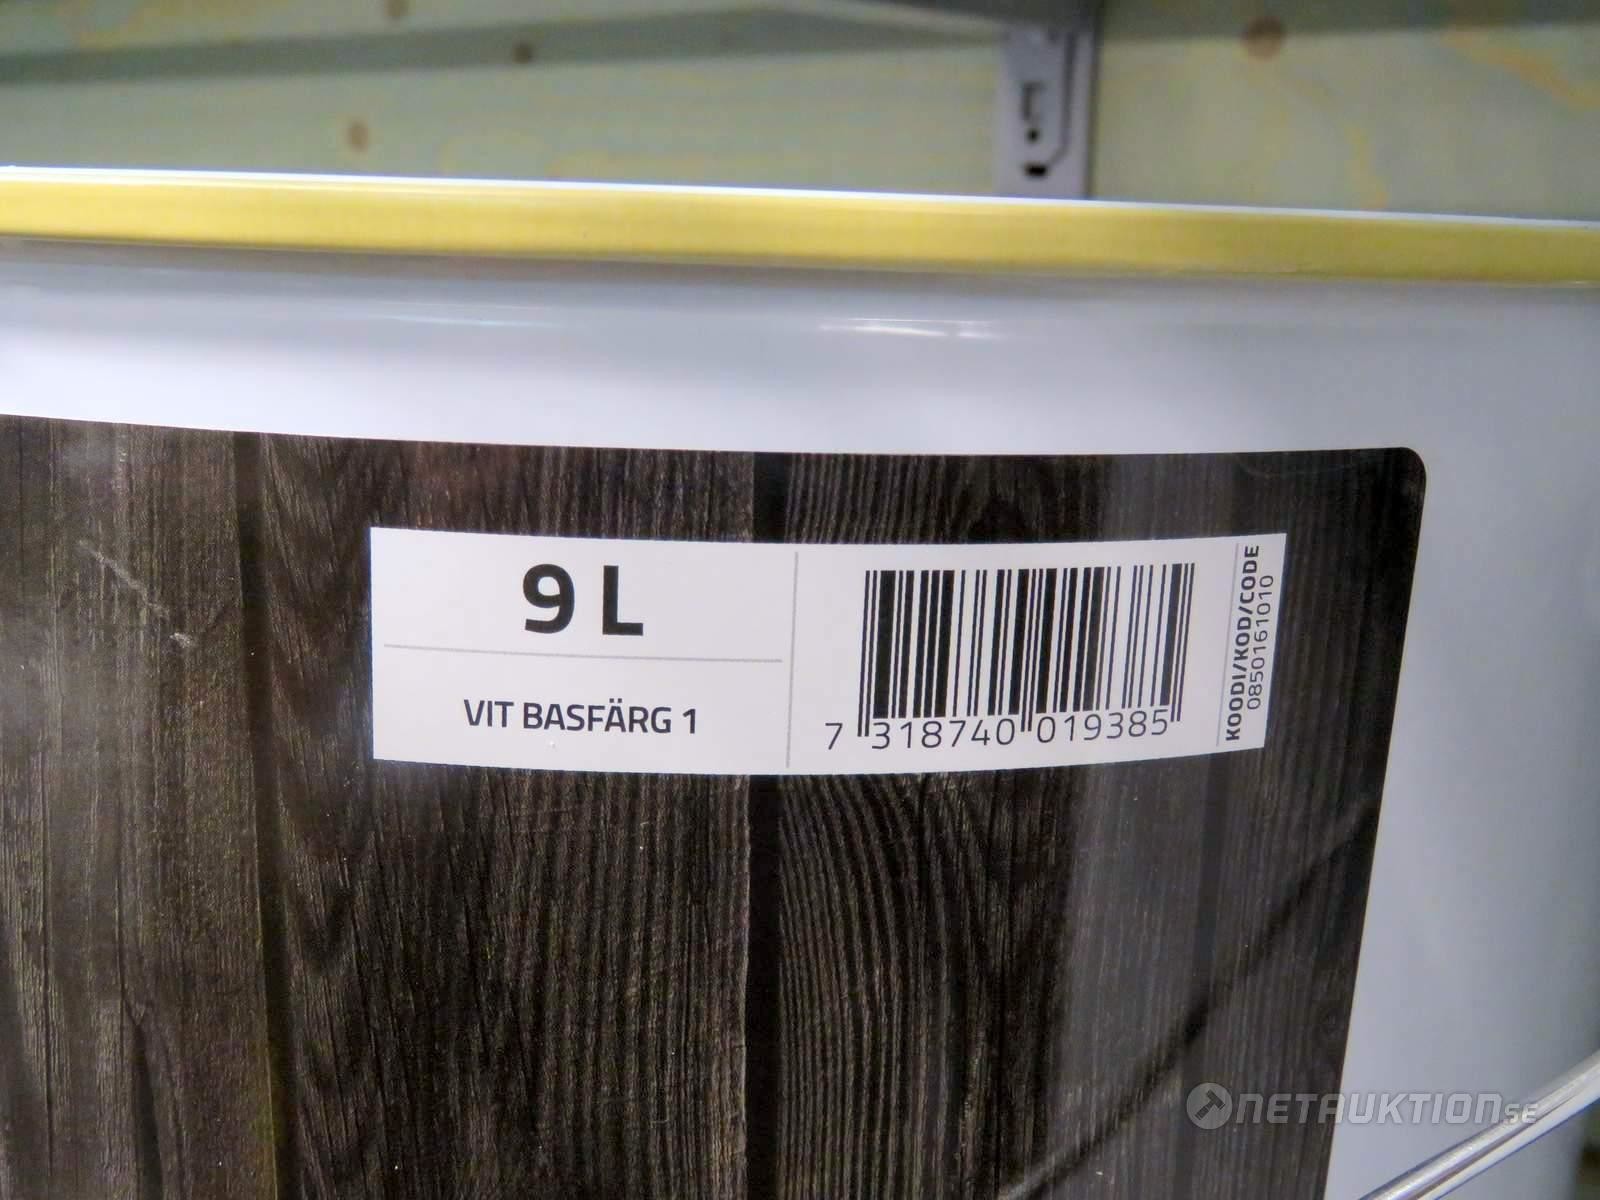 9 L
VIT BASFÄRG 1
7 318740 019385
KOODI/KOD/CODE
0850161010
NETAUKTION.SE